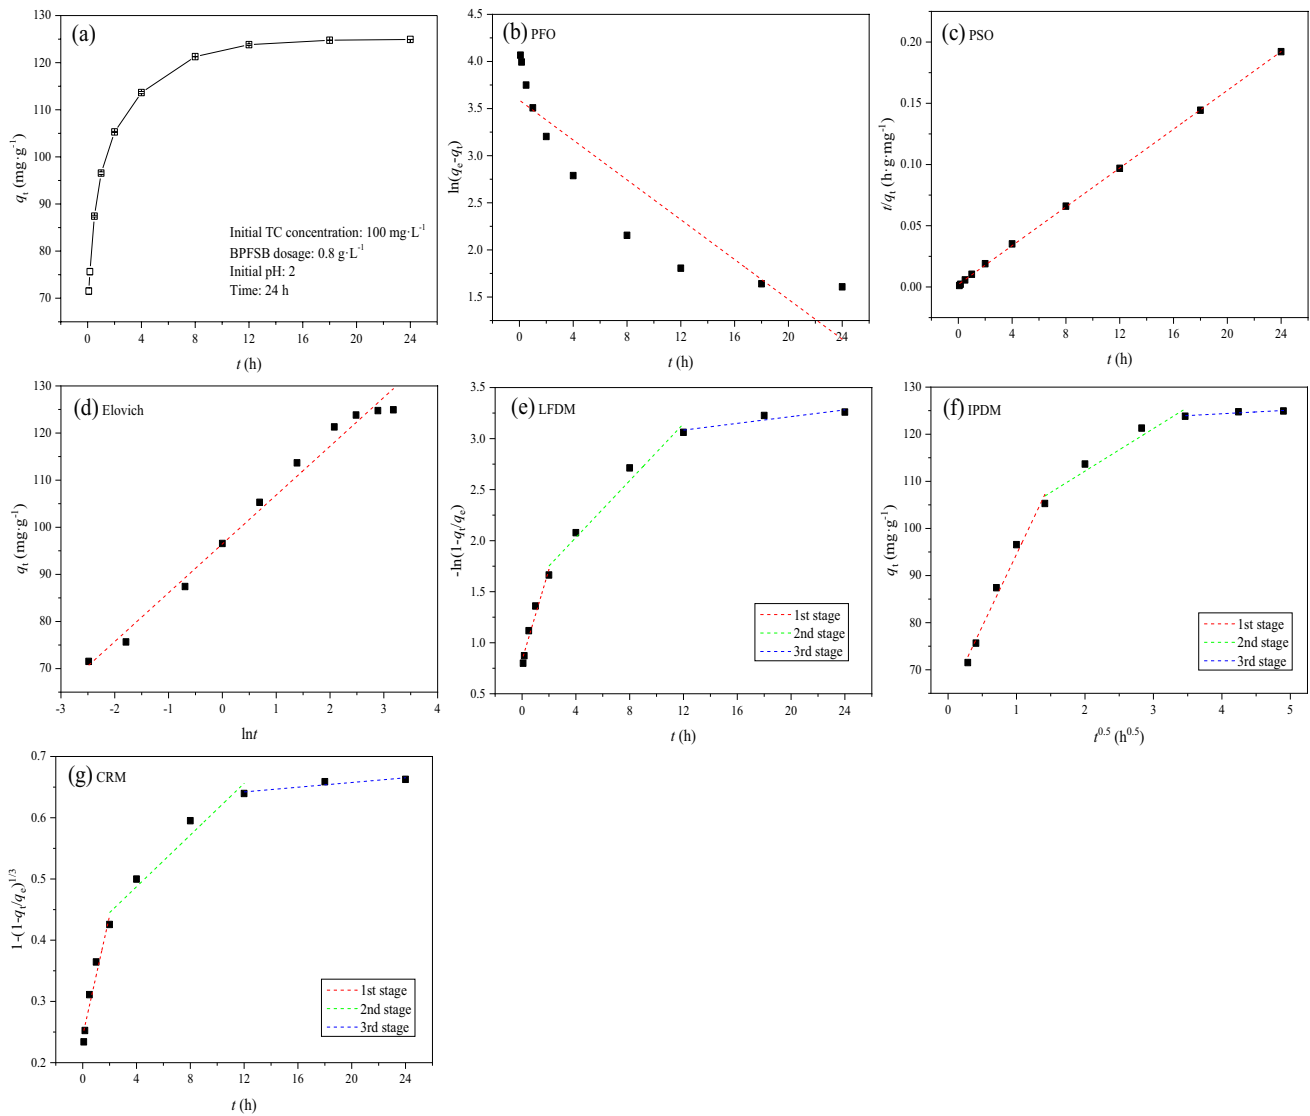 (a)
130
120
110
100
90
80
70
qt (mg·g-1)
Initial TC concentration: 100 mg·L-1
BPFSB dosage: 0.8 g·L-1
Initial pH: 2
Time: 24 h
0 4 8 12 16 20 24
t (h)
(b) PFO
4.5
4.0
3.5
3.0
2.5
2.0
1.5
ln(qe-qt)
0 4 8 12 16 20 24
t (h)
(c) PSO
0.20
0.15
0.10
0.05
0.00
t/qt (h·g·mg-1)
0 4 8 12 16 20 24
t (h)
(d) Elovich
130
120
110
100
90
80
70
qt (mg·g-1)
-3 -2 -1 0 1 2 3 4
lnt
(e) LFDM
3.5
3.0
2.5
2.0
1.5
1.0
0.5
-ln(1-qt/qe)
1st stage
2nd stage
3rd stage
0 4 8 12 16 20 24
t (h)
(f) IPDM
130
120
110
100
90
80
70
qt (mg·g-1)
1st stage
2nd stage
3rd stage
0 1 2 3 4 5
t0.5 (h0.5)
(g) CRM
0.7
0.6
0.5
0.4
0.3
0.2
1-(1-qt/qe)1/3
1st stage
2nd stage
3rd stage
0 4 8 12 16 20 24
t (h)